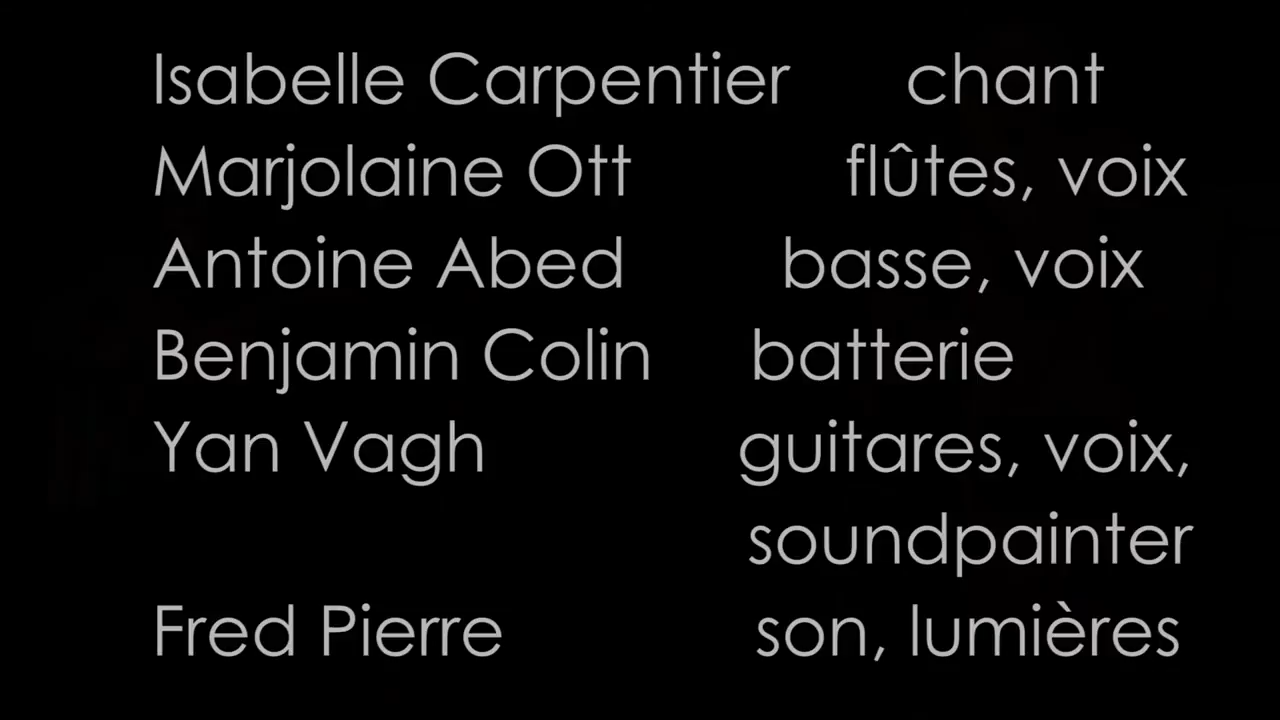 Isabelle Carpentier chant
Marjolaine Ott flûtes, voix
Antoine Abed basse, voix
Benjamin Colin batterie
Yan Vagh guitares, voix,
soundpainter
Fred Pierre son, lumières